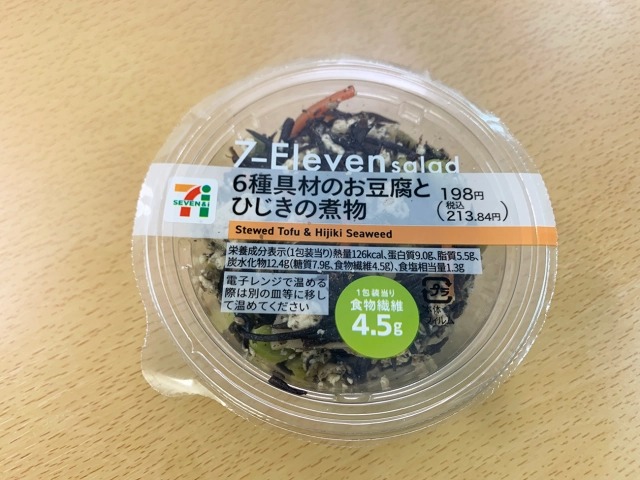 7-Eleven salad
SEVEN&i
6種具材のお豆腐と
ひじきの煮物
198円
(税込
213.84円)
Stewed Tofu & Hijiki Seaweed
栄養成分表示(1包装当り)熱量126kcal、蛋白質9.0g、脂質5.5g、
炭水化物12.4g(糖質7.9g、食物繊維4.5g)、食塩相当量1.3g
電子レンジで温める
際は別の皿等に移し
て温めてください
1包装当り
食物繊維
4.5g
プラ